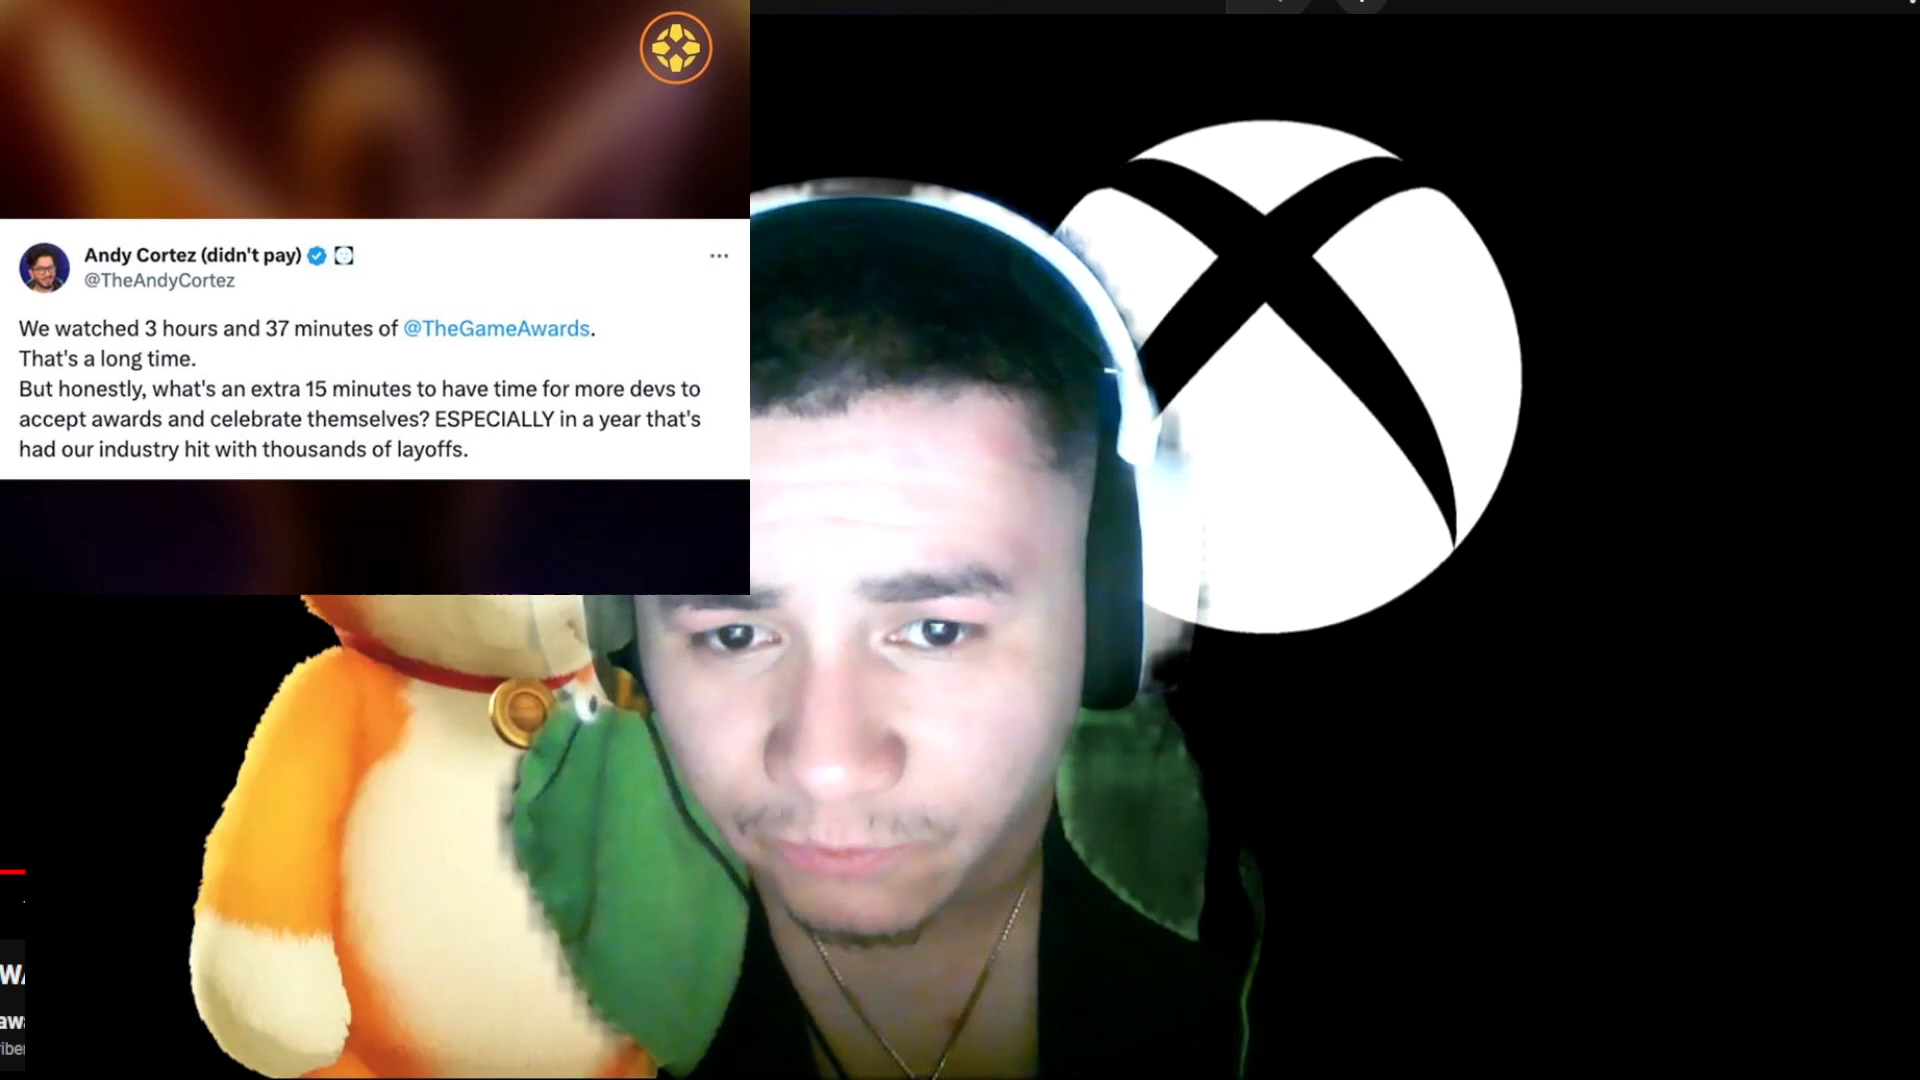 Andy Cortez (didn't pay)
@TheAndyCortez
We watched 3 hours and 37 minutes of @TheGameAwards.
That's a long time.
But honestly, what's an extra 15 minutes to have time for more devs to
accept awards and celebrate themselves? ESPECIALLY in a year that's
had our industry hit with thousands of layoffs.